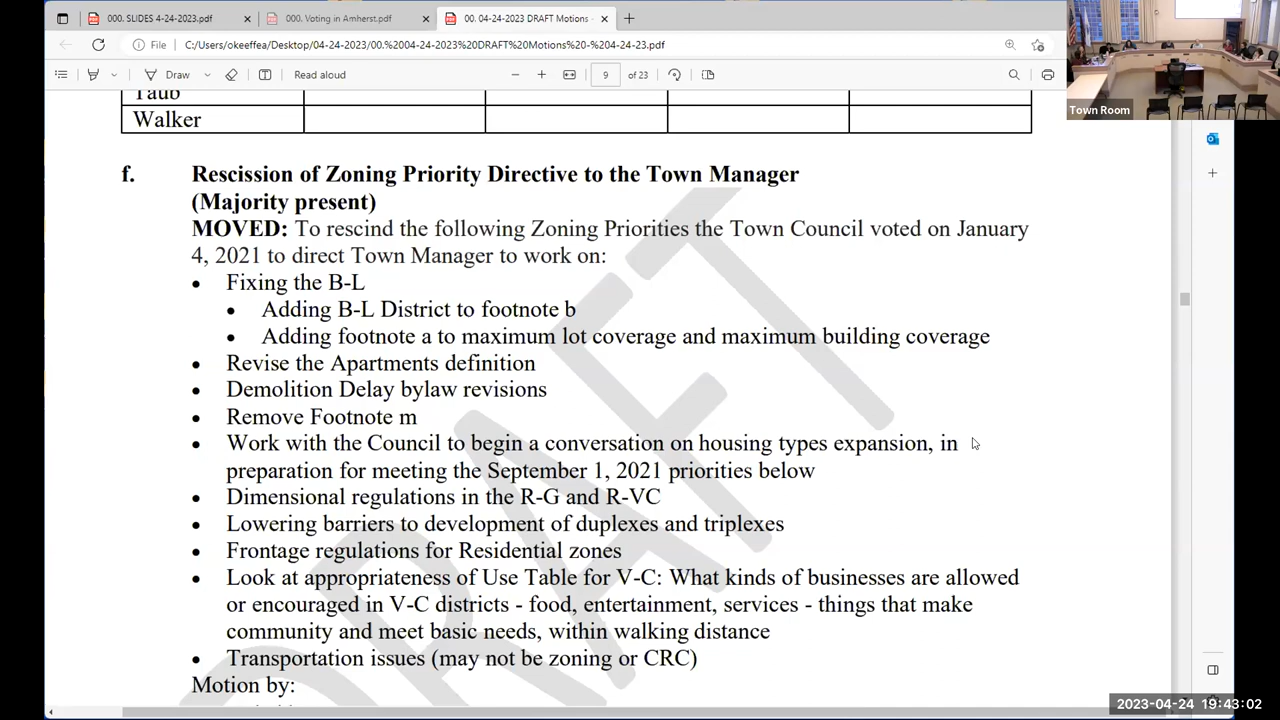 000. SLIDES 4-24-2023.pdf
000. Voting in Amherst.pdf
00. 04-24-2023 DRAFT Motions -
File
C:/Users/okeeffea/Desktop/04-24-2023/00.%2004-24-2023%20DRAFT%20Motions%20-%204-24-23.pdf
Draw
Read aloud
9 of 23
Town Room
Taub
Walker
f. Rescission of Zoning Priority Directive to the Town Manager
(Majority present)
MOVED: To rescind the following Zoning Priorities the Town Council voted on January
4, 2021 to direct Town Manager to work on:
• Fixing the B-L
• Adding B-L District to footnote b
• Adding footnote a to maximum lot coverage and maximum building coverage
• Revise the Apartments definition
• Demolition Delay bylaw revisions
• Remove Footnote m
• Work with the Council to begin a conversation on housing types expansion, in
preparation for meeting the September 1, 2021 priorities below
• Dimensional regulations in the R-G and R-VC
• Lowering barriers to development of duplexes and triplexes
• Frontage regulations for Residential zones
• Look at appropriateness of Use Table for V-C: What kinds of businesses are allowed
or encouraged in V-C districts - food, entertainment, services - things that make
community and meet basic needs, within walking distance
• Transportation issues (may not be zoning or CRC)
Motion by:
DRAFT
2023-04-24 19:43:02